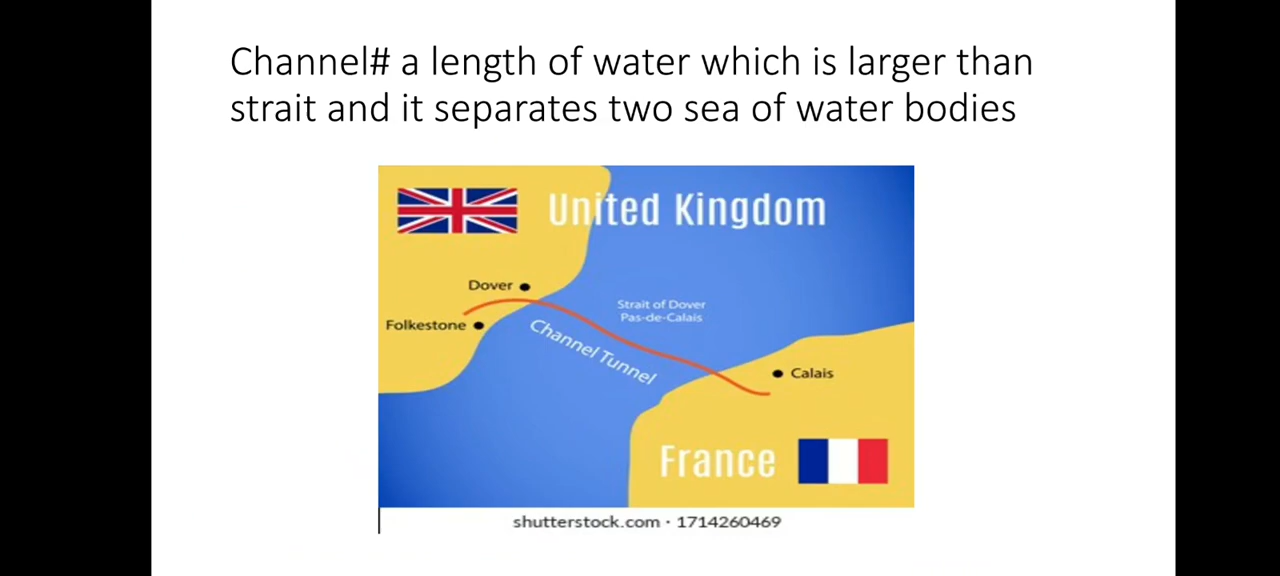 Channel# a length of water which is larger than
strait and it separates two sea of water bodies
United Kingdom
Dover
Strait of Dover
Pas-de-Calais
Folkestone
Channel Tunnel
Calais
France
shutterstock.com · 1714260469